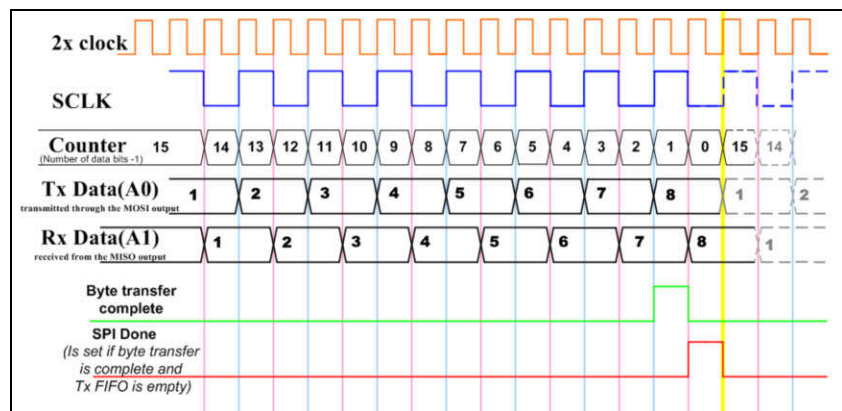 2x clock
SCLK
Counter 15 14 13 12 11 10 9 8 7 6 5 4 3 2 1 0 15 14
(Number of data bits -1)
Tx Data(A0) 1 2 3 4 5 6 7 8 1 2
transmitted through the MOSI output
Rx Data(A1) 1 2 3 4 5 6 7 8 1
received from the MISO output
Byte transfer
complete
SPI Done
(Is set if byte transfer
is complete and
Tx FIFO is empty)